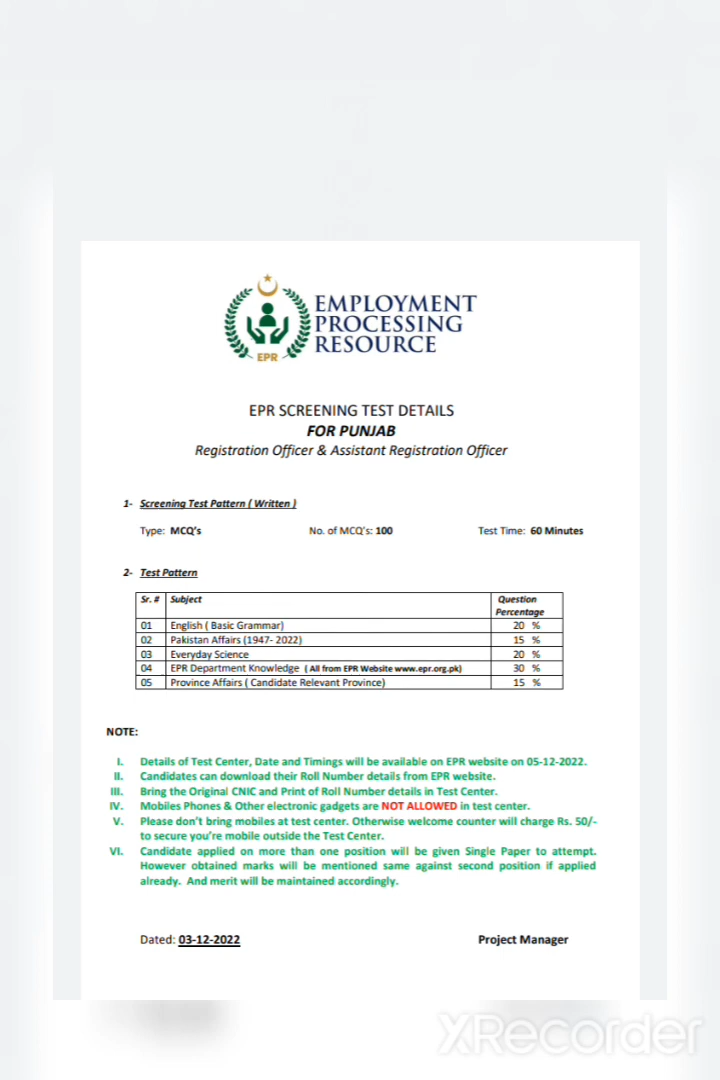 EMPLOYMENT
PROCESSING
RESOURCE
EPR
EPR SCREENING TEST DETAILS
FOR PUNJAB
Registration Officer & Assistant Registration Officer
1- Screening Test Pattern ( Written )
Type: MCQ's No. of MCQ's: 100 Test Time: 60 Minutes
2- Test Pattern
Sr. # Subject Question
Percentage
01 English ( Basic Grammar) 20 %
02 Pakistan Affairs (1947- 2022) 15 %
03 Everyday Science 20 %
04 EPR Department Knowledge ( All from EPR Website www.epr.org.pk) 30 %
05 Province Affairs ( Candidate Relevant Province) 15 %
NOTE:
I. Details of Test Center, Date and Timings will be available on EPR website on 05-12-2022.
II. Candidates can download their Roll Number details from EPR website.
III. Bring the Original CNIC and Print of Roll Number details in Test Center.
IV. Mobiles Phones & Other electronic gadgets are NOT ALLOWED in test center.
V. Please don't bring mobiles at test center. Otherwise welcome counter will charge Rs. 50/-
to secure you're mobile outside the Test Center.
VI. Candidate applied on more than one position will be given Single Paper to attempt.
However obtained marks will be mentioned same against second position if applied
already. And merit will be maintained accordingly.
Dated: 03-12-2022 Project Manager
XRecorder